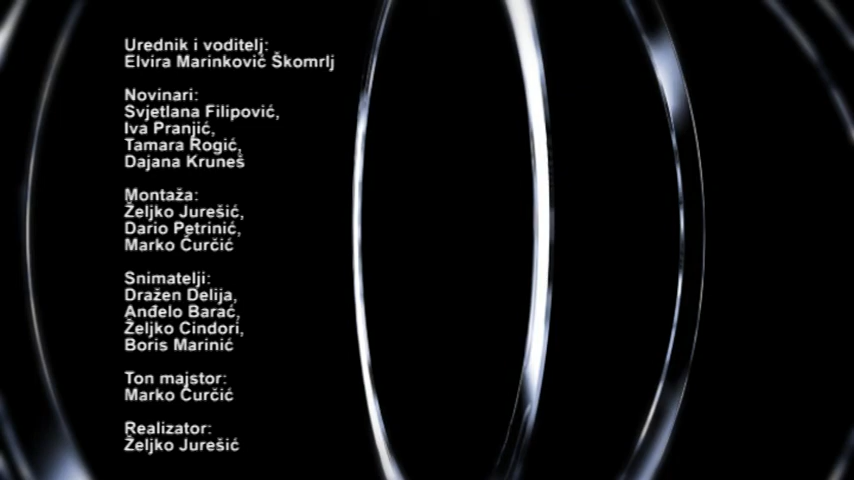 Urednik i voditelj:
Elvira Marinković Škomrlj
Novinari:
Svjetlana Filipović,
Iva Pranjić,
Tamara Rogić,
Dajana Kruneš
Montaža:
Željko Jurešić,
Dario Petrinić,
Marko Čurčić
Snimatelji:
Dražen Delija,
Anđelo Barać,
Željko Cindori,
Boris Marinić
Ton majstor:
Marko Čurčić
Realizator:
Željko Jurešić